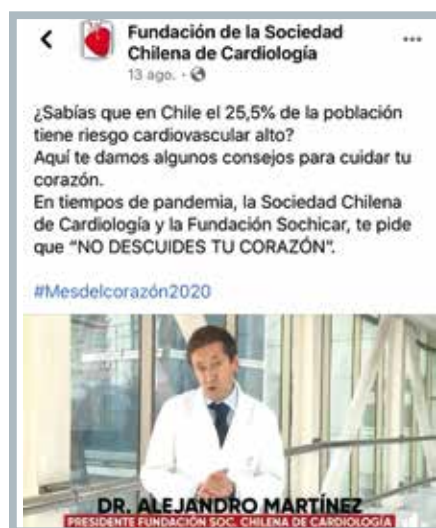 Fundación de la Sociedad
Chilena de Cardiología
13 ago.
¿Sabías que en Chile el 25,5% de la población
tiene riesgo cardiovascular alto?
Aquí te damos algunos consejos para cuidar tu
corazón.
En tiempos de pandemia, la Sociedad Chilena
de Cardiología y la Fundación Sochicar, te pide
que “NO DESCUIDES TU CORAZÓN”.
#Mesdelcorazón2020
DR. ALEJANDRO MARTÍNEZ
PRESIDENTE FUNDACIÓN SOC. CHILENA DE CARDIOLOGÍA